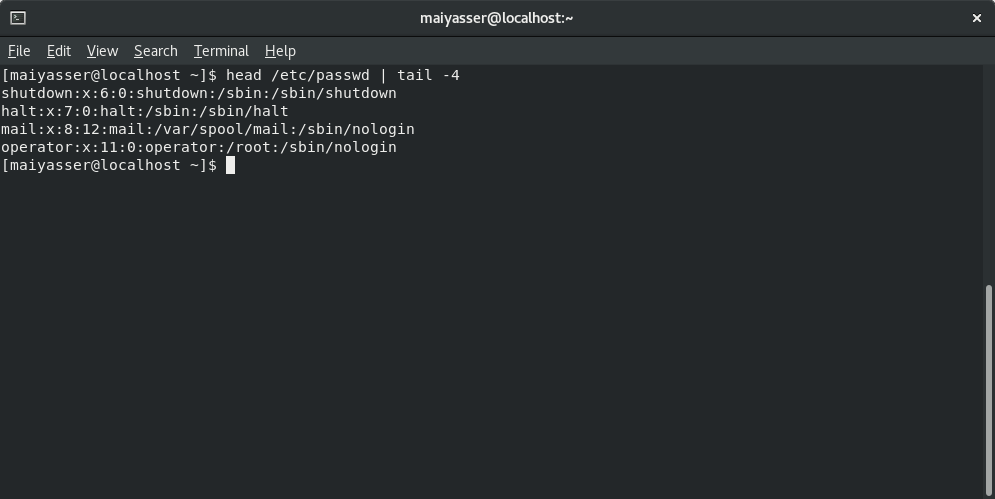 maiyasser@localhost:~
File Edit View Search Terminal Help
[maiyasser@localhost ~]$ head /etc/passwd | tail -4
shutdown:x:6:0:shutdown:/sbin:/sbin/shutdown
halt:x:7:0:halt:/sbin:/sbin/halt
mail:x:8:12:mail:/var/spool/mail:/sbin/nologin
operator:x:11:0:operator:/root:/sbin/nologin
[maiyasser@localhost ~]$